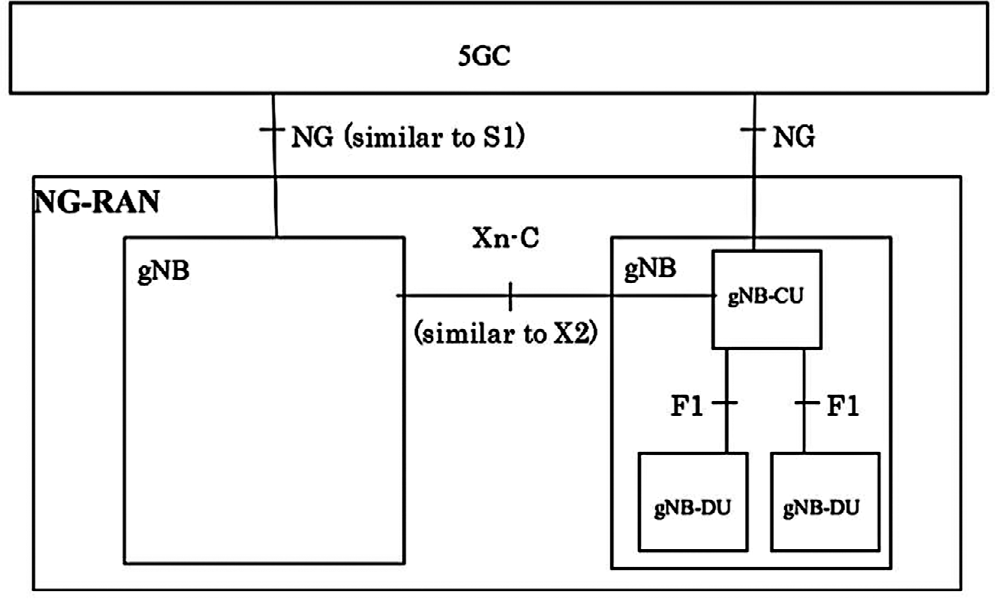 5GC
NG (similar to S1)
NG
NG-RAN
Xn-C
gNB
gNB
gNB-CU
(similar to X2)
F1
F1
gNB-DU
gNB-DU